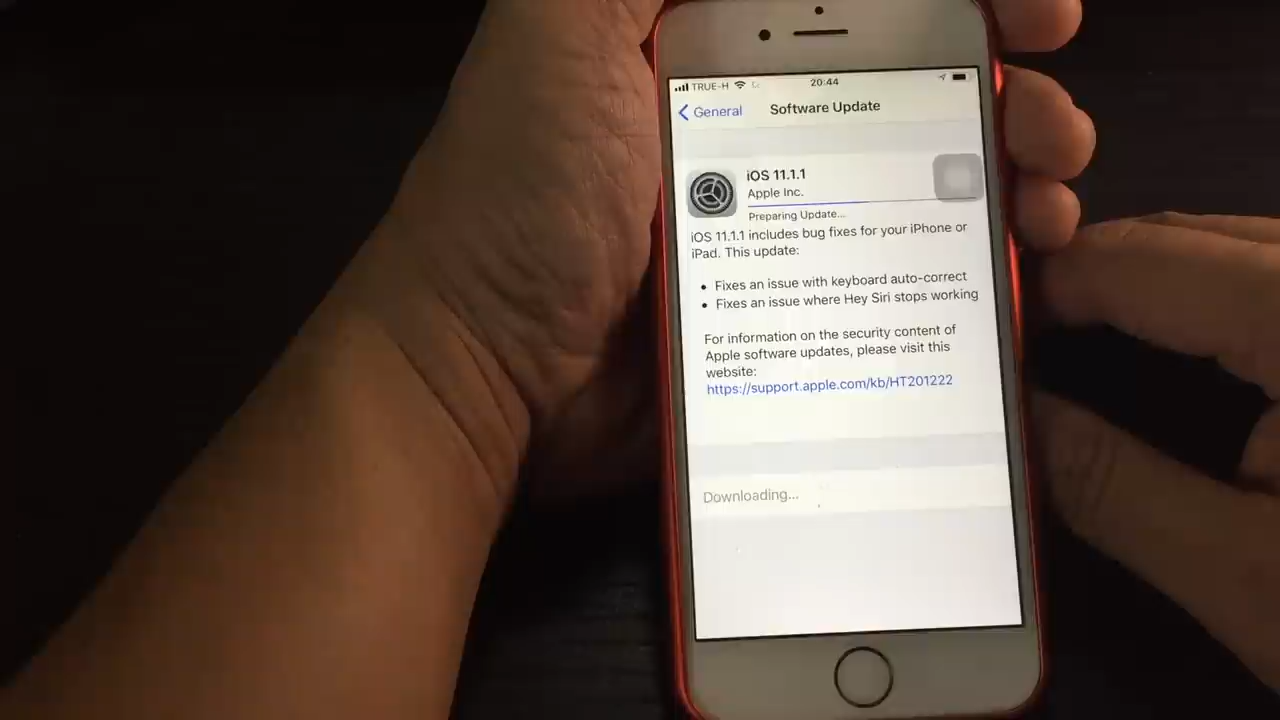 TRUE-H 20:44
General Software Update
iOS 11.1.1
Apple Inc.
Preparing Update...
iOS 11.1.1 includes bug fixes for your iPhone or
iPad. This update:
• Fixes an issue with keyboard auto-correct
• Fixes an issue where Hey Siri stops working
For information on the security content of
Apple software updates, please visit this
website:
https://support.apple.com/kb/HT201222
Downloading...